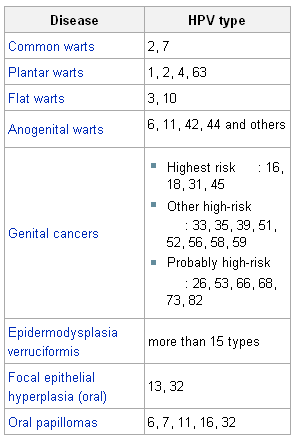 Disease HPV type
Common warts 2, 7
Plantar warts 1, 2, 4, 63
Flat warts 3, 10
Anogenital warts 6, 11, 42, 44 and others
Genital cancers
Highest risk : 16,
18, 31, 45
Other high-risk
: 33, 35, 39, 51,
52, 56, 58, 59
Probably high-risk
: 26, 53, 66, 68,
73, 82
Epidermodysplasia
verruciformis
more than 15 types
Focal epithelial
hyperplasia (oral)
13, 32
Oral papillomas 6, 7, 11, 16, 32